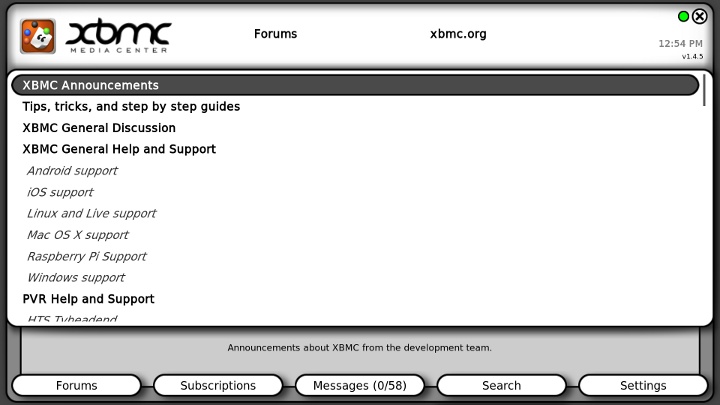 xbmc
MEDIA CENTER
Forums
xbmc.org
12:54 PM
v1.4.5
XBMC Announcements
Tips, tricks, and step by step guides
XBMC General Discussion
XBMC General Help and Support
Android support
iOS support
Linux and Live support
Mac OS X support
Raspberry Pi Support
Windows support
PVR Help and Support
HTS Tvheadend
Announcements about XBMC from the development team.
Forums
Subscriptions
Messages (0/58)
Search
Settings